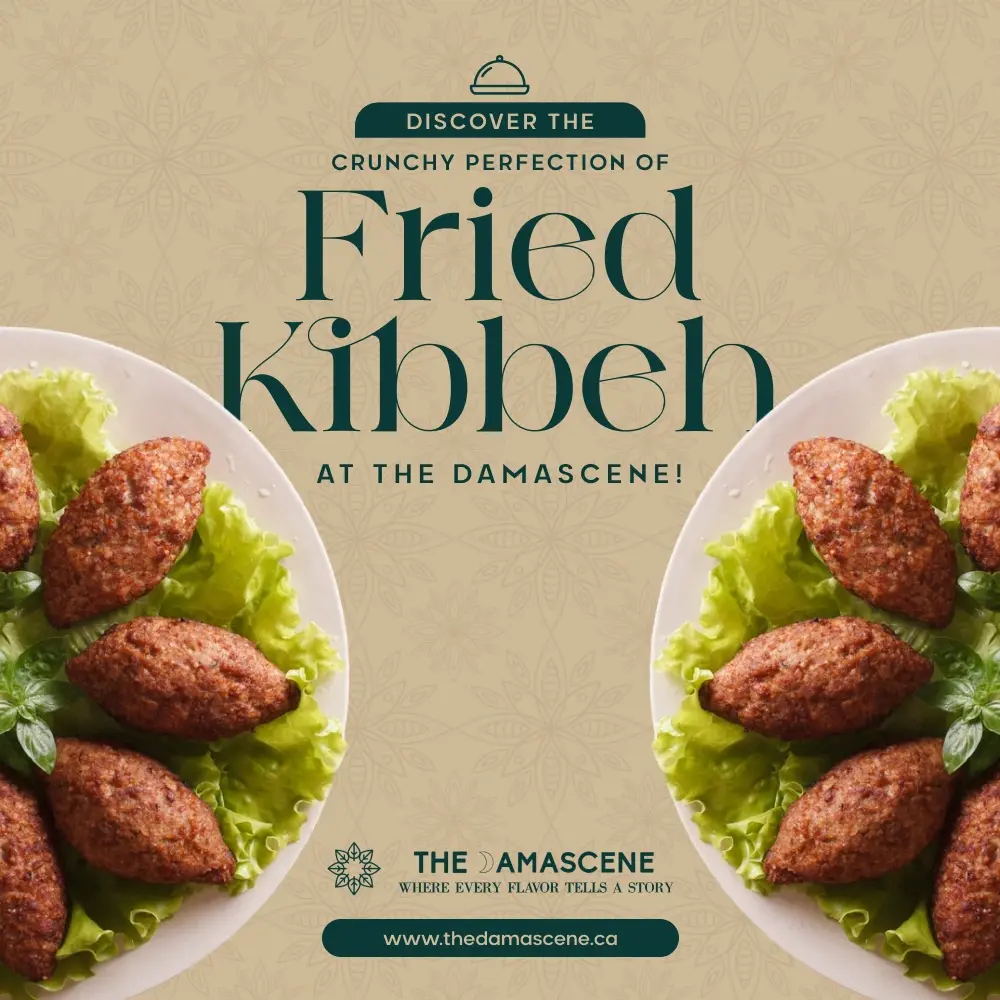 DISCOVER THE
CRUNCHY PERFECTION OF
Fried
Kibbeh
AT THE DAMASCENE!
THE DAMASCENE
WHERE EVERY FLAVOR TELLS A STORY
www.thedamascene.ca